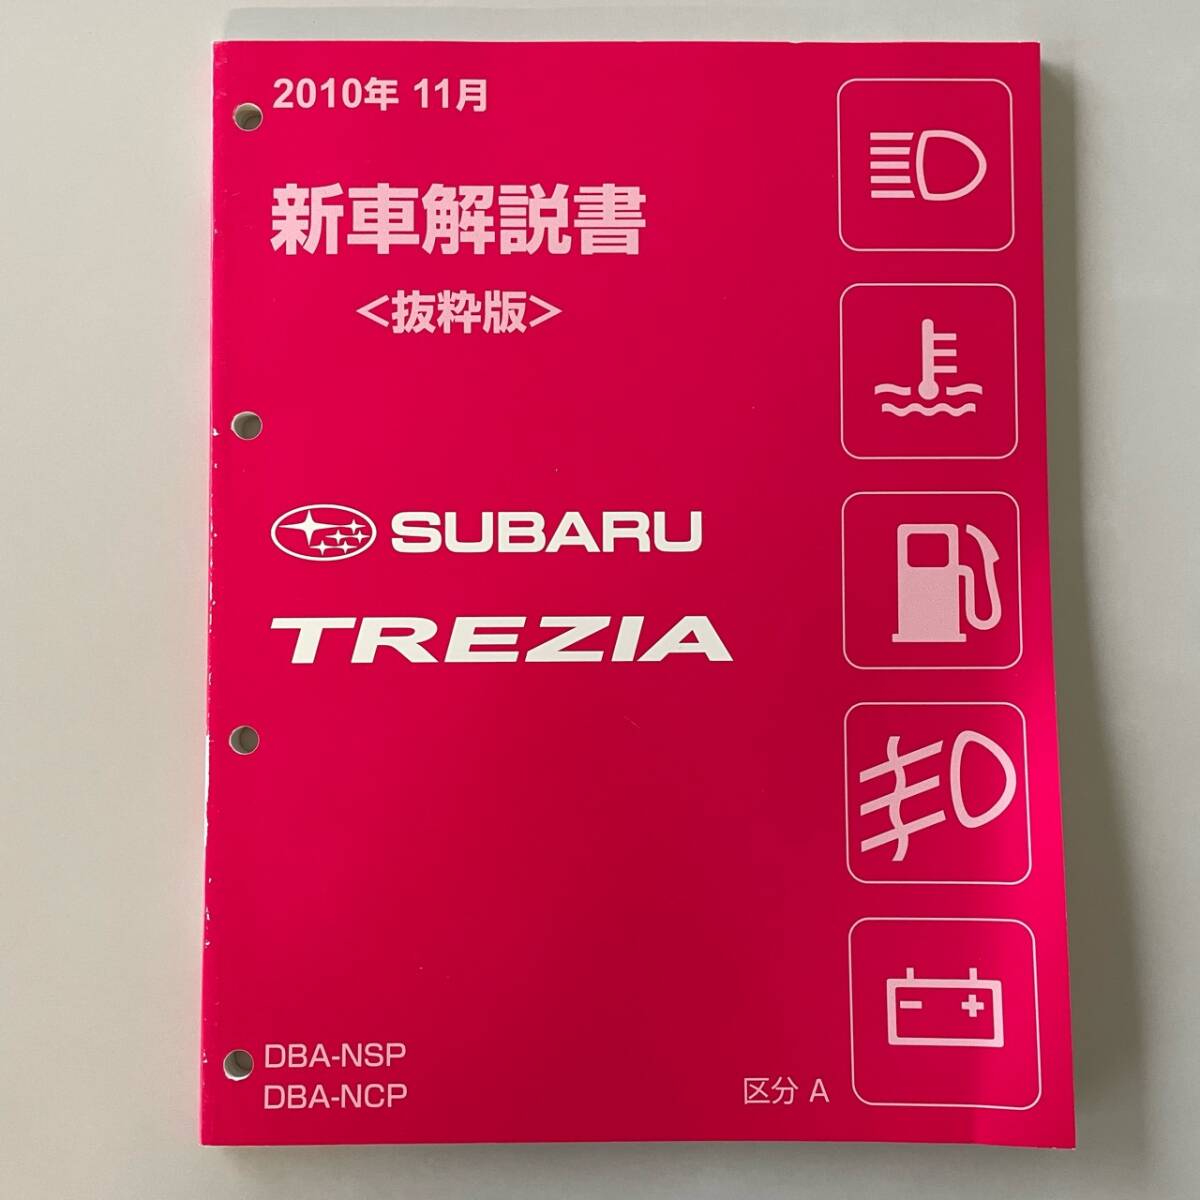 2010年 11月
新車解説書
<抜粋版>
SUBARU
TREZIA
DBA-NSP
DBA-NCP
区分 A